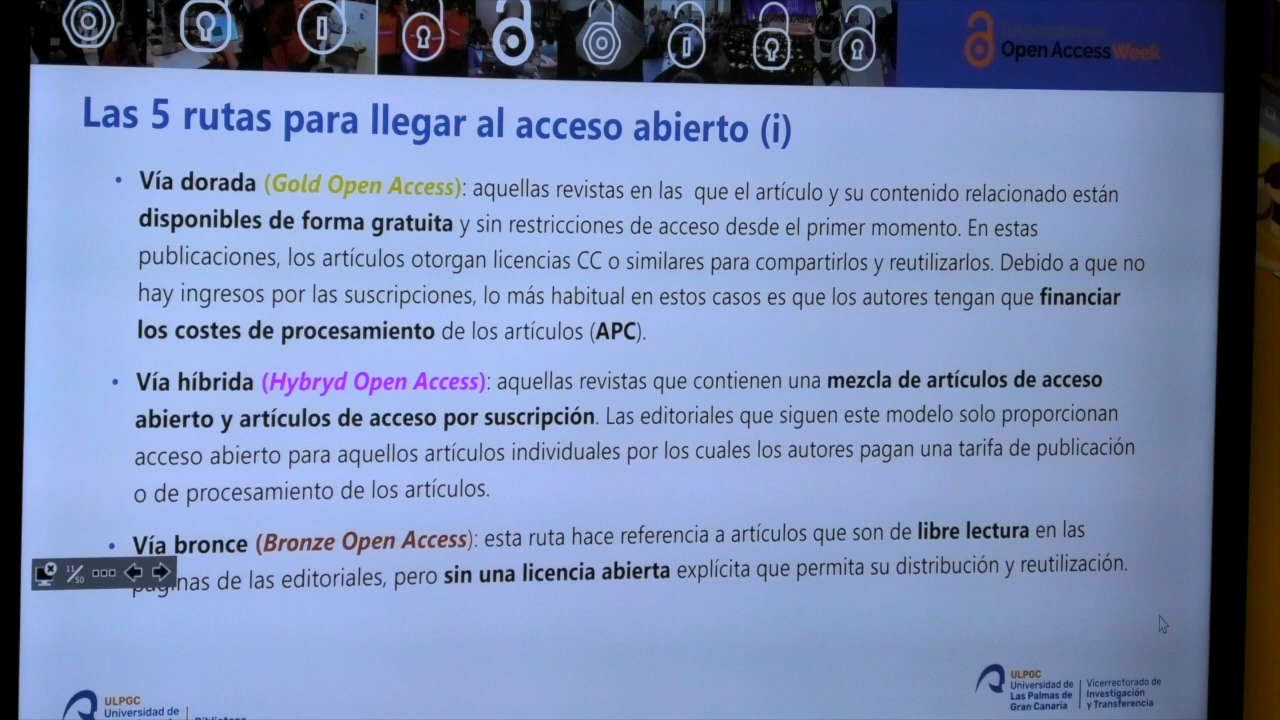 International
Open Access Week
Las 5 rutas para llegar al acceso abierto (i)
• Vía dorada (Gold Open Access): aquellas revistas en las que el artículo y su contenido relacionado están
disponibles de forma gratuita y sin restricciones de acceso desde el primer momento. En estas
publicaciones, los artículos otorgan licencias CC o similares para compartirlos y reutilizarlos. Debido a que no
hay ingresos por las suscripciones, lo más habitual en estos casos es que los autores tengan que financiar
los costes de procesamiento de los artículos (APC).
• Vía híbrida (Hybryd Open Access): aquellas revistas que contienen una mezcla de artículos de acceso
abierto y artículos de acceso por suscripción. Las editoriales que siguen este modelo solo proporcionan
acceso abierto para aquellos artículos individuales por los cuales los autores pagan una tarifa de publicación
o de procesamiento de los artículos.
• Vía bronce (Bronze Open Access): esta ruta hace referencia a artículos que son de libre lectura en las
páginas de las editoriales, pero sin una licencia abierta explícita que permita su distribución y reutilización.
11/50
ULPGC
Universidad de
ULPGC
Universidad de
Las Palmas de
Gran Canaria
Vicerrectorado de
Investigación
y Transferencia